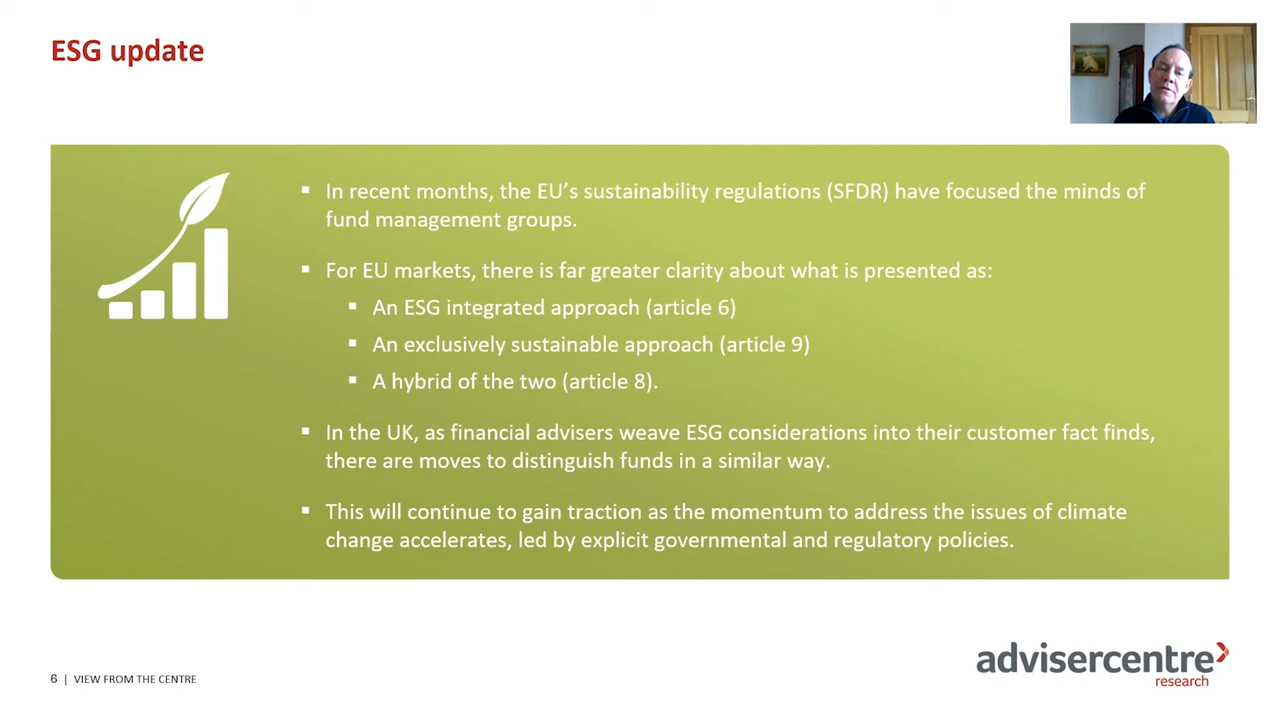 ESG update
▪ In recent months, the EU’s sustainability regulations (SFDR) have focused the minds of
fund management groups.
▪ For EU markets, there is far greater clarity about what is presented as:
▪ An ESG integrated approach (article 6)
▪ An exclusively sustainable approach (article 9)
▪ A hybrid of the two (article 8).
▪ In the UK, as financial advisers weave ESG considerations into their customer fact finds,
there are moves to distinguish funds in a similar way.
▪ This will continue to gain traction as the momentum to address the issues of climate
change accelerates, led by explicit governmental and regulatory policies.
advisercentre
research
6 | VIEW FROM THE CENTRE